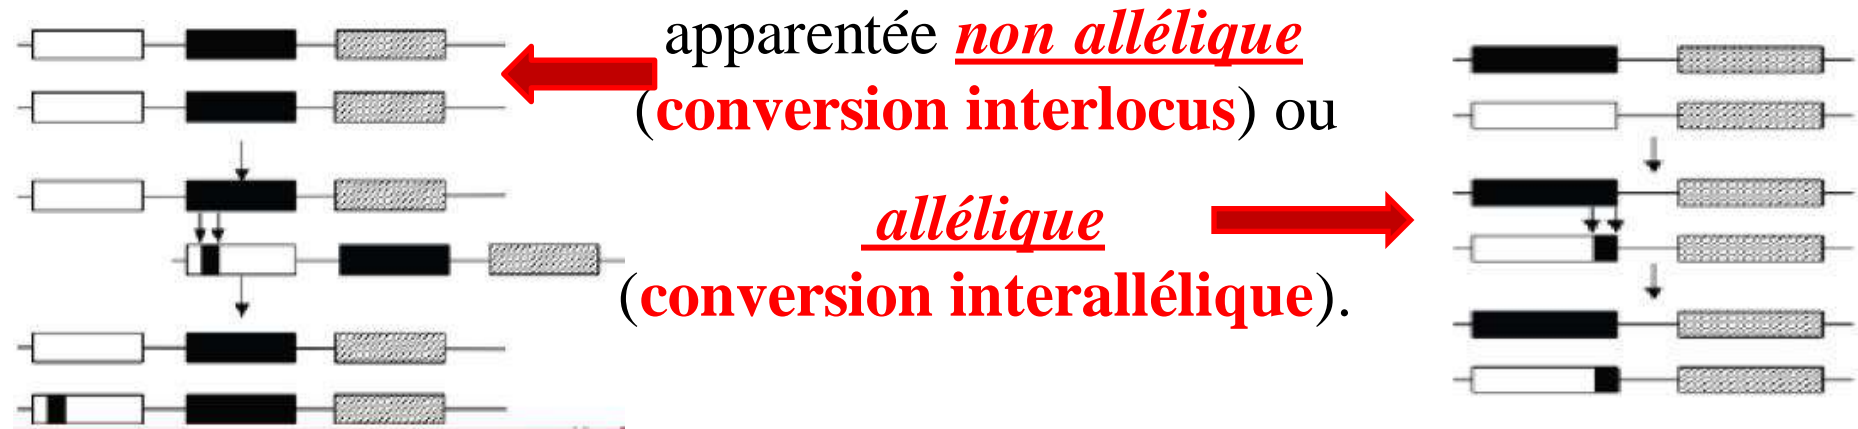 apparentée non allélique
(conversion interlocus) ou
allélique
(conversion interallélique).